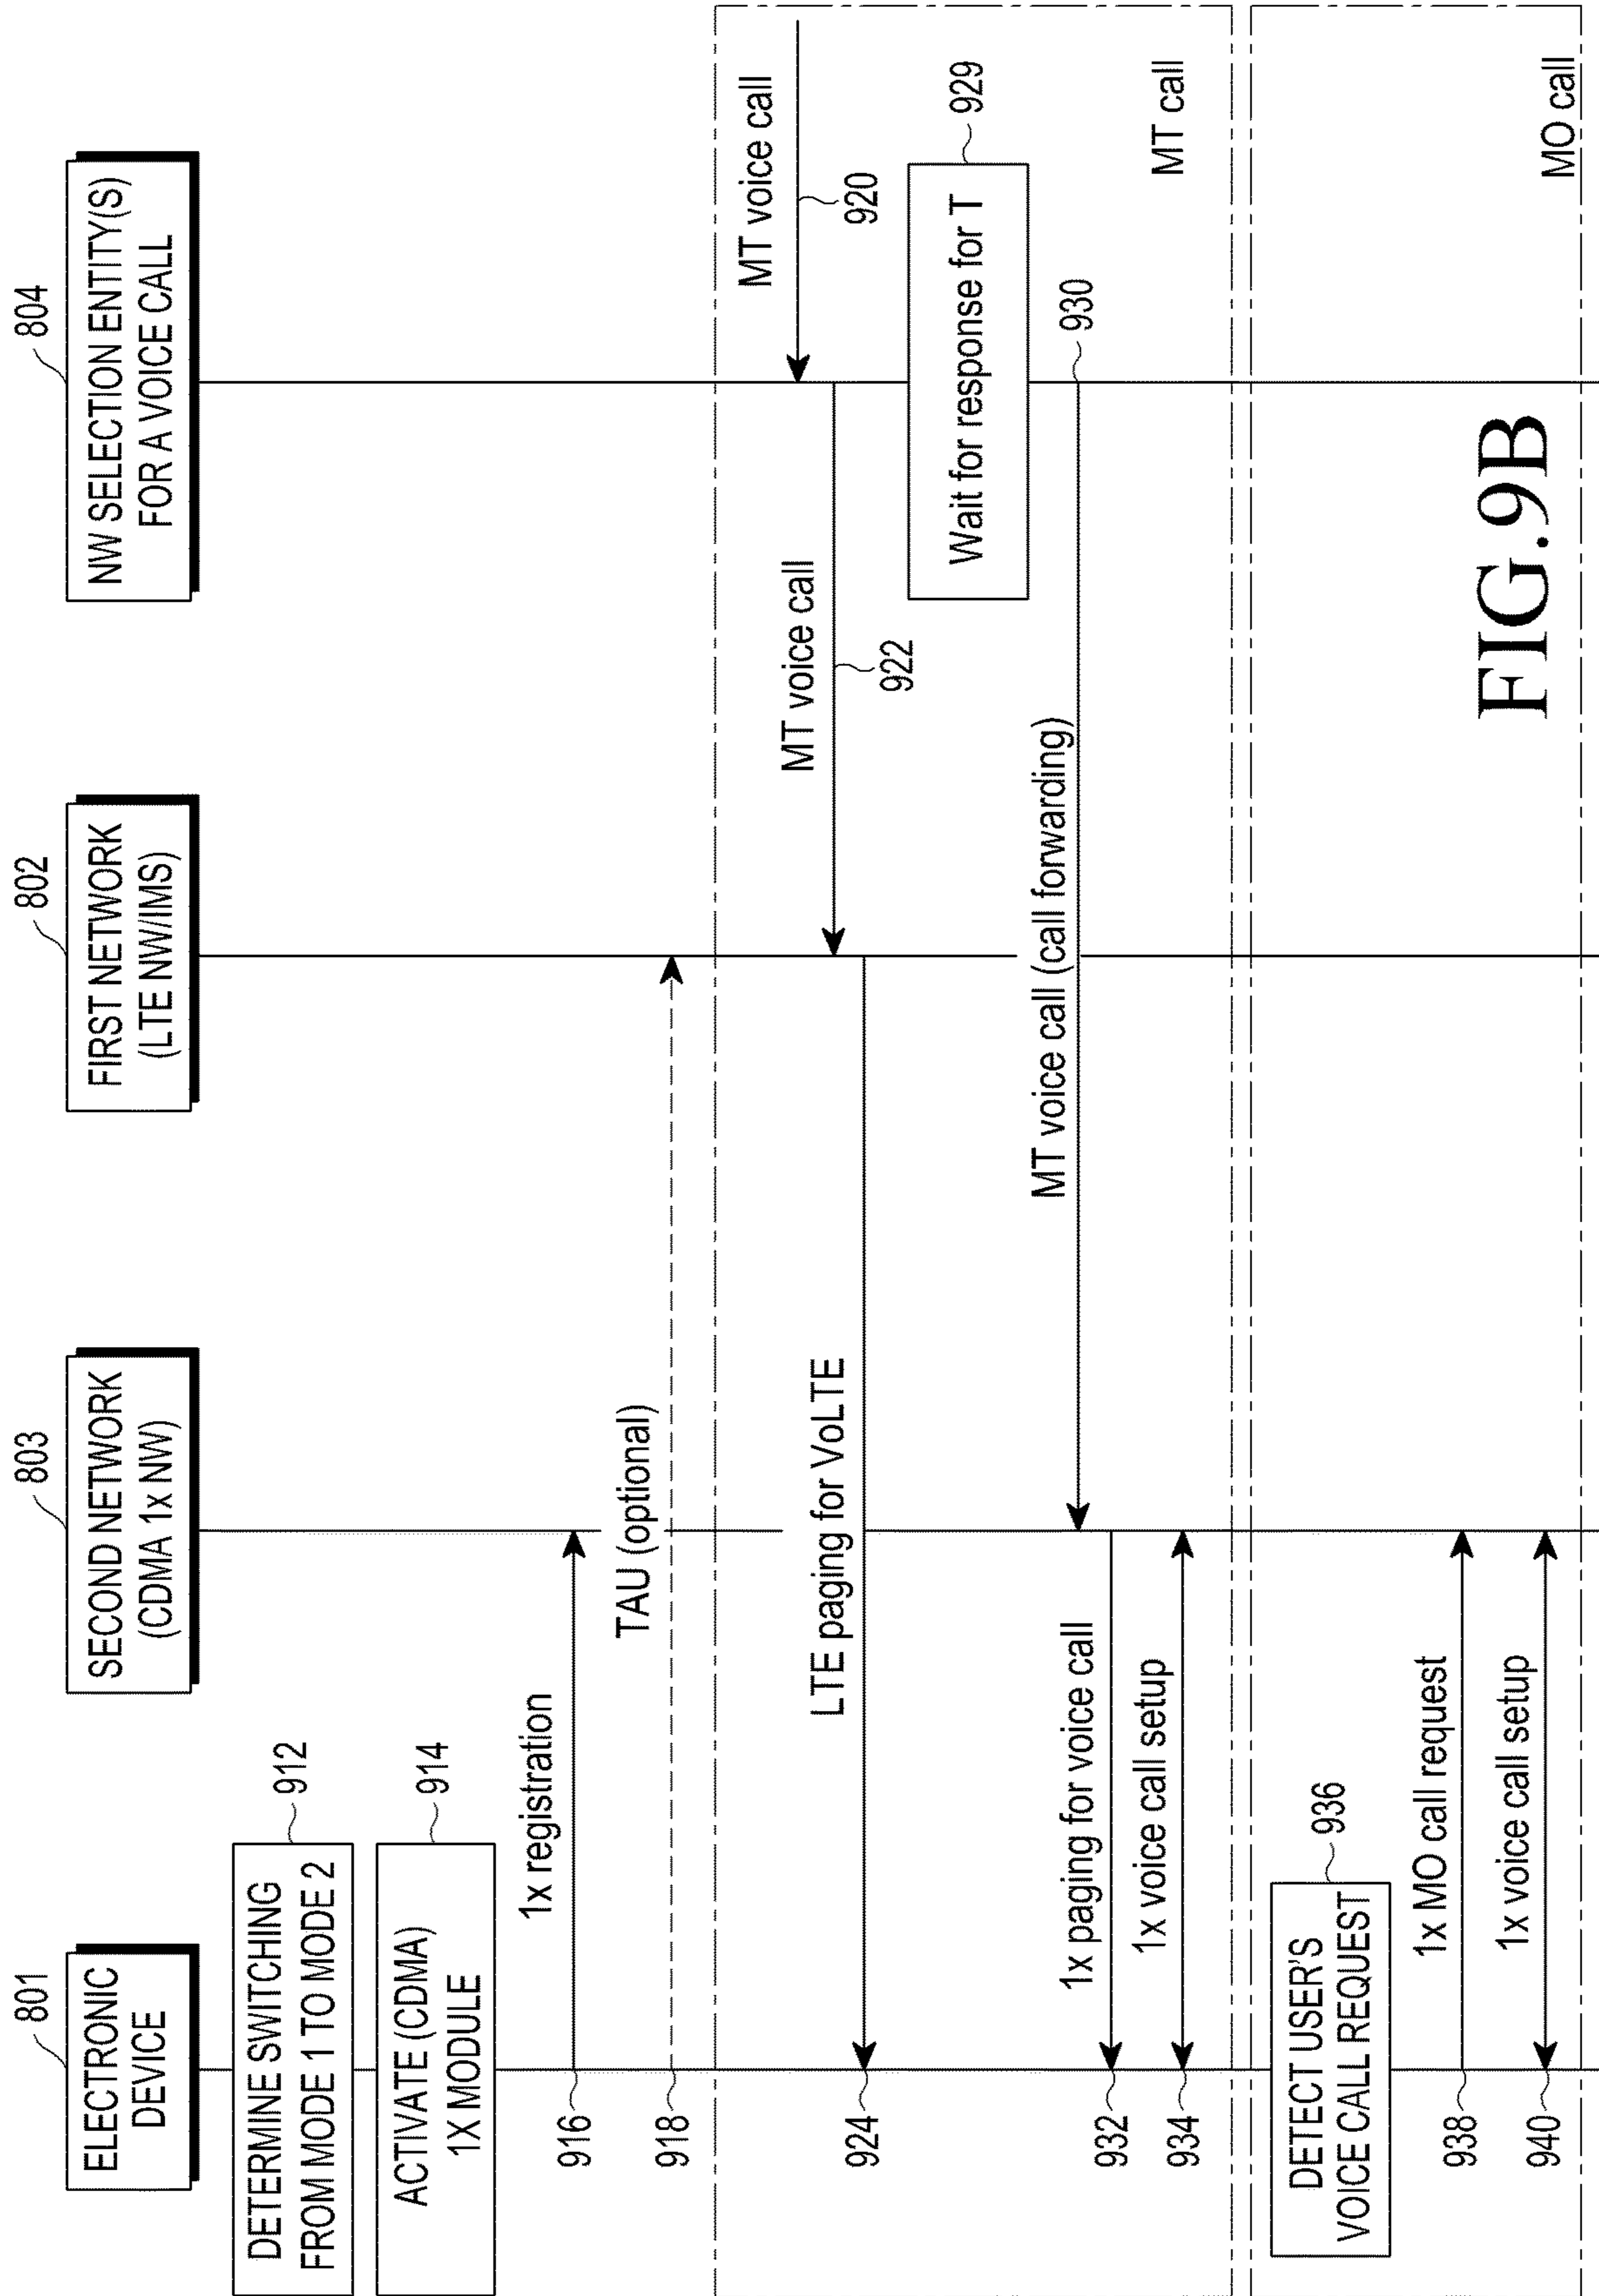 801
ELECTRONIC
DEVICE
803
SECOND NETWORK
(CDMA 1x NW)
802
FIRST NETWORK
(LTE NW/IMS)
804
NW SELECTION ENTITY(S)
FOR A VOICE CALL
DETERMINE SWITCHING
FROM MODE 1 TO MODE 2
912
ACTIVATE (CDMA)
1X MODULE
914
1x registration
916
TAU (optional)
918
MT voice call
920
MT voice call
922
LTE paging for VoLTE
924
Wait for response for T
929
MT voice call (call forwarding)
930
1x paging for voice call
932
1x voice call setup
934
MT call
DETECT USER'S
VOICE CALL REQUEST
936
1x MO call request
938
1x voice call setup
940
MO call
FIG.9B